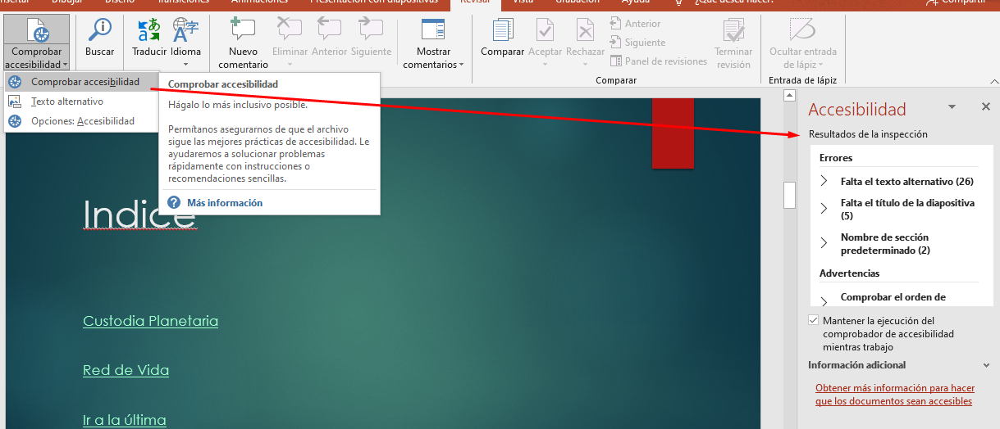 Insertar Dibujar Diseño Transiciones Animaciones Presentación con diapositivas Revisar Vista Grabación Ayuda ¿Qué desea hacer? Compartir
Comprobar accesibilidad
Buscar
Traducir
Idioma
Nuevo comentario
Eliminar
Anterior
Siguiente
Mostrar comentarios
Comparar
Aceptar
Rechazar
Anterior
Siguiente
Panel de revisiones
Terminar revisión
Ocultar entrada de lápiz
Comparar
Entrada de lápiz
Comprobar accesibilidad
Texto alternativo
Opciones: Accesibilidad
Comprobar accesibilidad
Hágalo lo más inclusivo posible.
Permítanos asegurarnos de que el archivo
sigue las mejores prácticas de accesibilidad. Le
ayudaremos a solucionar problemas
rápidamente con instrucciones o
recomendaciones sencillas.
Más información
Indice
Custodia Planetaria
Red de Vida
Ir a la última
Accesibilidad
Resultados de la inspección
Errores
Falta el texto alternativo (26)
Falta el título de la diapositiva
(5)
Nombre de sección
predeterminado (2)
Advertencias
Comprobar el orden de
Mantener la ejecución del
comprobador de accesibilidad
mientras trabajo
Información adicional
Obtener más información para hacer
que los documentos sean accesibles